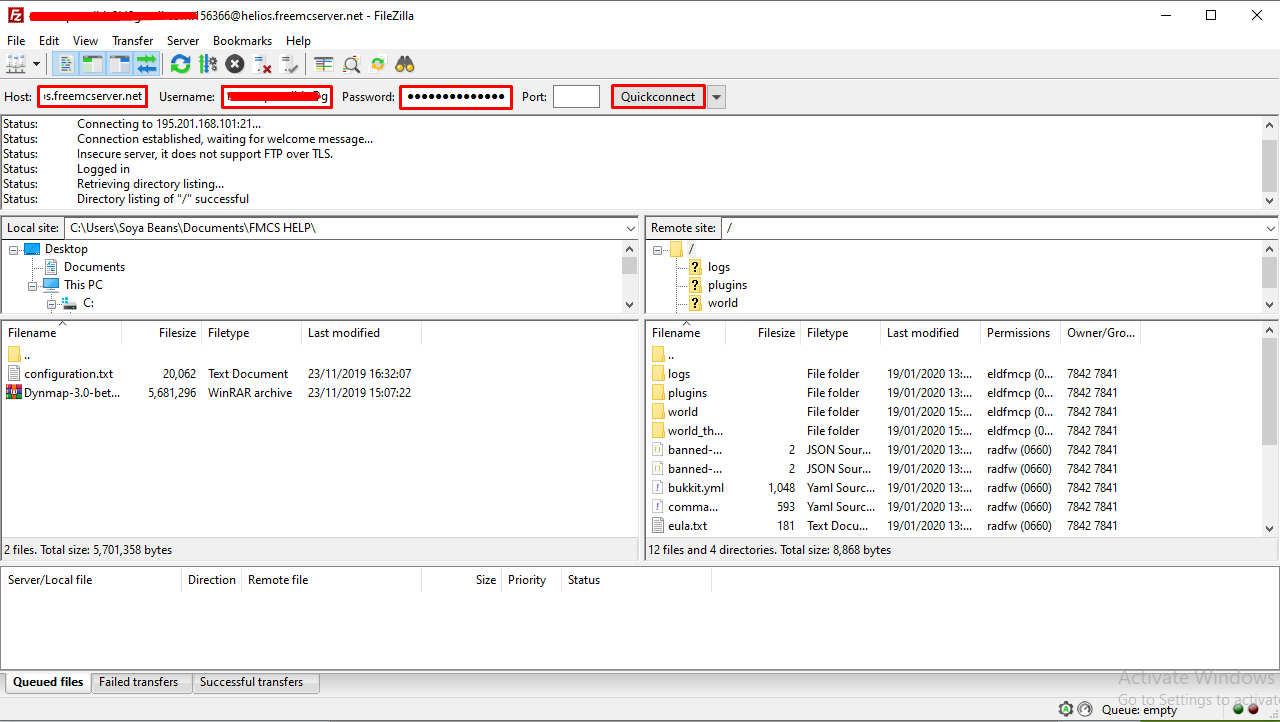 156366@helios.freemcserver.net - FileZilla
File Edit View Transfer Server Bookmarks Help
Host: s.freemcserver.net Username: g Password: ●●●●●●●●●●●●●● Port: Quickconnect
Status: Connecting to 195.201.168.101:21...
Status: Connection established, waiting for welcome message...
Status: Insecure server, it does not support FTP over TLS.
Status: Logged in
Status: Retrieving directory listing...
Status: Directory listing of "/" successful
Local site: C:\Users\Soya Beans\Documents\FMCS HELP\ Remote site: /
Desktop
Documents
This PC
C:
/
? logs
? plugins
? world
Filename Filesize Filetype Last modified
..
configuration.txt 20,062 Text Document 23/11/2019 16:32:07
Dynmap-3.0-bet... 5,681,296 WinRAR archive 23/11/2019 15:07:22
2 files. Total size: 5,701,358 bytes
Filename Filesize Filetype Last modified Permissions Owner/Gro...
..
logs File folder 19/01/2020 13:... eldfmcp (0... 7842 7841
plugins File folder 19/01/2020 13:... eldfmcp (0... 7842 7841
world File folder 19/01/2020 15:... eldfmcp (0... 7842 7841
world_th... File folder 19/01/2020 15:... eldfmcp (0... 7842 7841
banned-... 2 JSON Sour... 19/01/2020 13:... radfw (0660) 7842 7841
banned-... 2 JSON Sour... 19/01/2020 13:... radfw (0660) 7842 7841
bukkit.yml 1,048 Yaml Sourc... 19/01/2020 13:... radfw (0660) 7842 7841
comma... 593 Yaml Sourc... 19/01/2020 13:... radfw (0660) 7842 7841
eula.txt 181 Text Docu... 19/01/2020 13:... radfw (0660) 7842 7841
12 files and 4 directories. Total size: 8,868 bytes
Server/Local file Direction Remote file Size Priority Status
Queued files Failed transfers Successful transfers
Activate Windows
Go to Settings to activat
Queue: empty